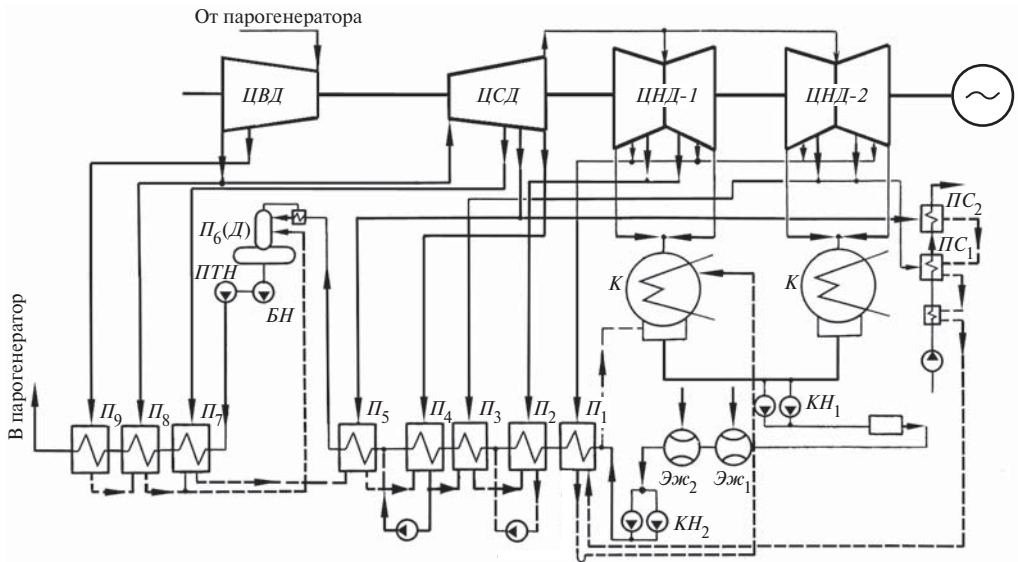 От парогенератора
ЦВД
ЦСД
ЦНД-1
ЦНД-2
~
П6(Д)
ПТН
БН
К
К
ПС2
ПС1
В парогенератор
П9
П8
П7
П5
П4
П3
П2
П1
КН1
Эж2
Эж1
КН2